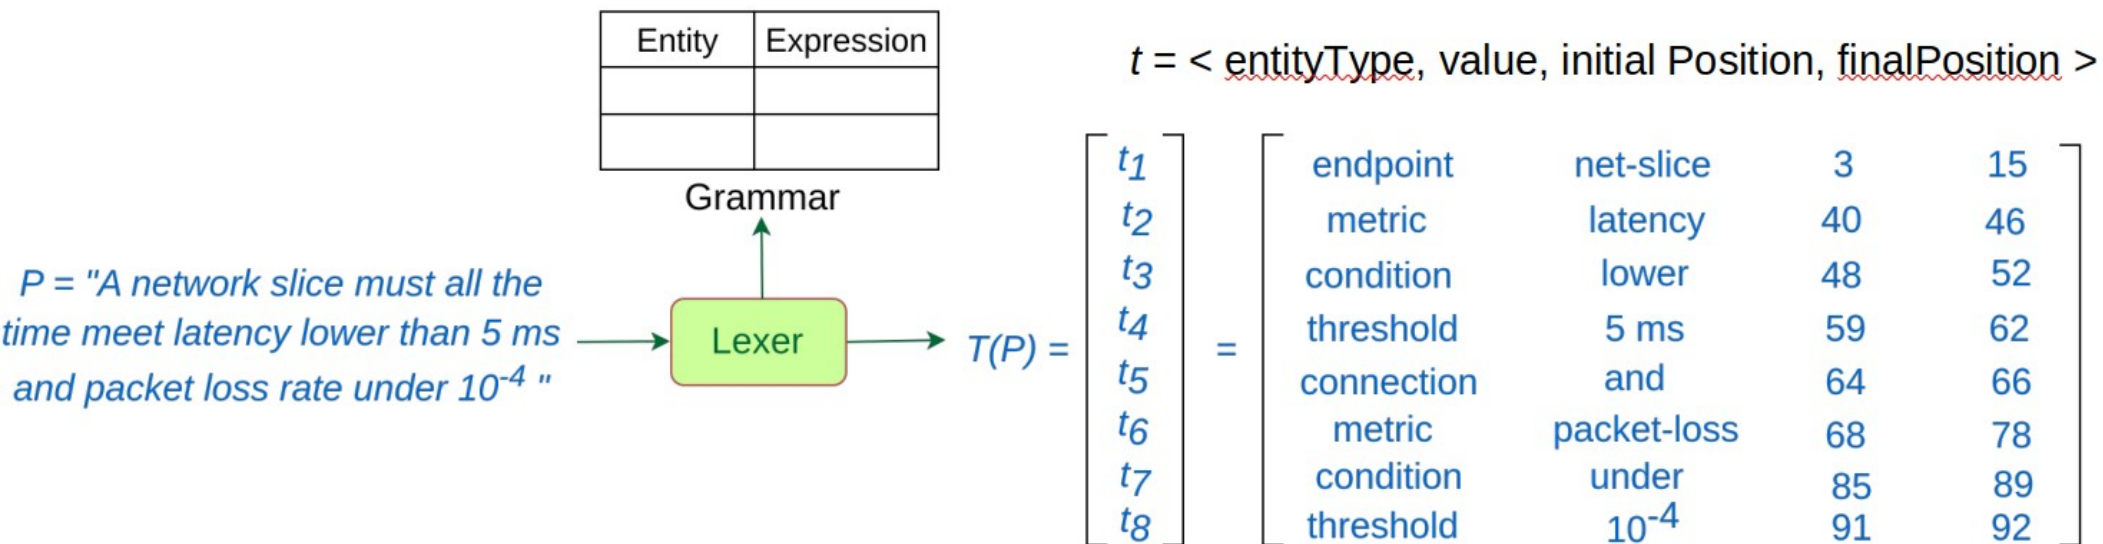 Entity Expression
Grammar
P = "A network slice must all the
time meet latency lower than 5 ms
and packet loss rate under 10⁻⁴ "
Lexer
t = < entityType, value, initial Position, finalPosition >
T(P) =
t1
t2
t3
t4
t5
t6
t7
t8
=
endpoint net-slice 3 15
metric latency 40 46
condition lower 48 52
threshold 5 ms 59 62
connection and 64 66
metric packet-loss 68 78
condition under 85 89
threshold 10⁻⁴ 91 92